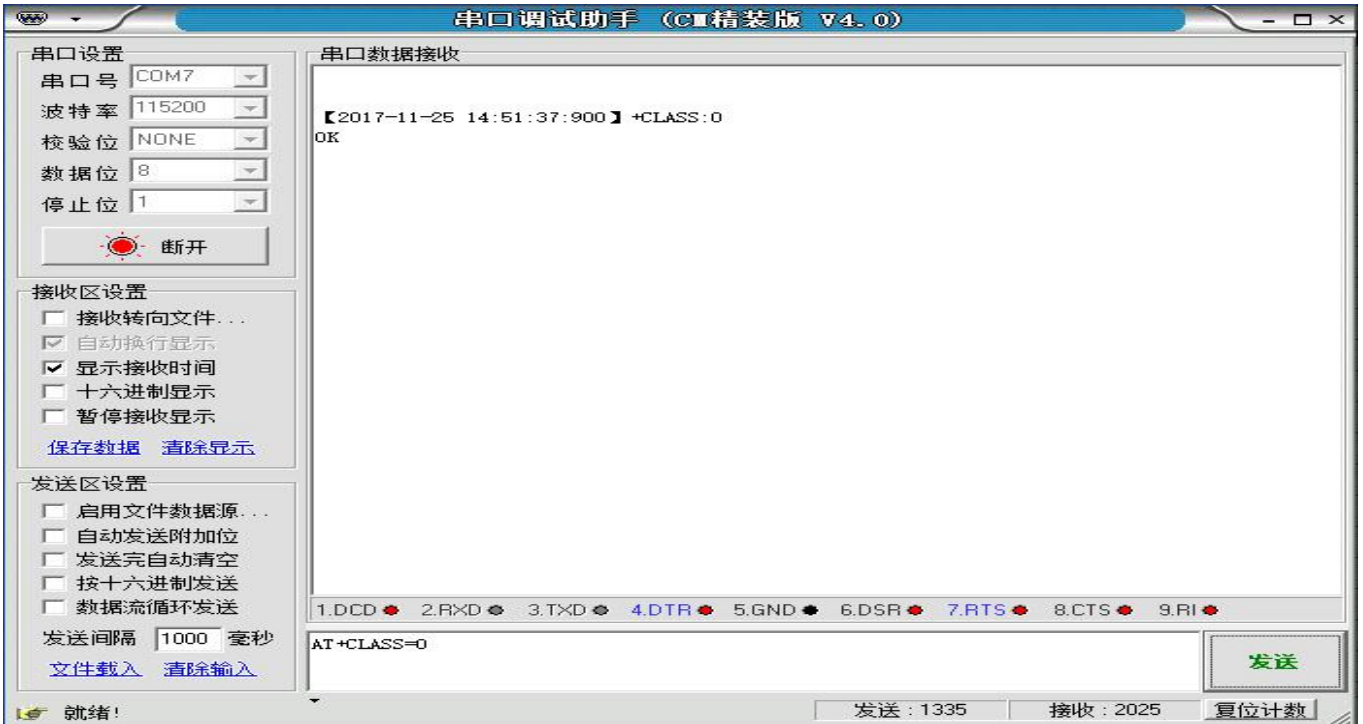 串口调试助手 (CM精装版 V4.0)
串口设置
串口号 COM7
波特率 115200
校验位 NONE
数据位 8
停止位 1
断开
接收区设置
接收转向文件...
自动换行显示
显示接收时间
十六进制显示
暂停接收显示
保存数据 清除显示
发送区设置
启用文件数据源...
自动发送附加位
发送完自动清空
按十六进制发送
数据流循环发送
发送间隔 1000 毫秒
文件载入 清除输入
串口数据接收
【2017-11-25 14:51:37:900】+CLASS:0
OK
1.DCD 2.RXD 3.TXD 4.DTR 5.GND 6.DSR 7.RTS 8.CTS 9.RI
AT+CLASS=0
发送
就绪! 发送:1335 接收:2025 复位计数